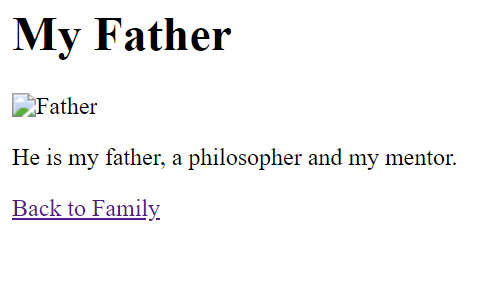 My Father
Father
He is my father, a philosopher and my mentor.
Back to Family